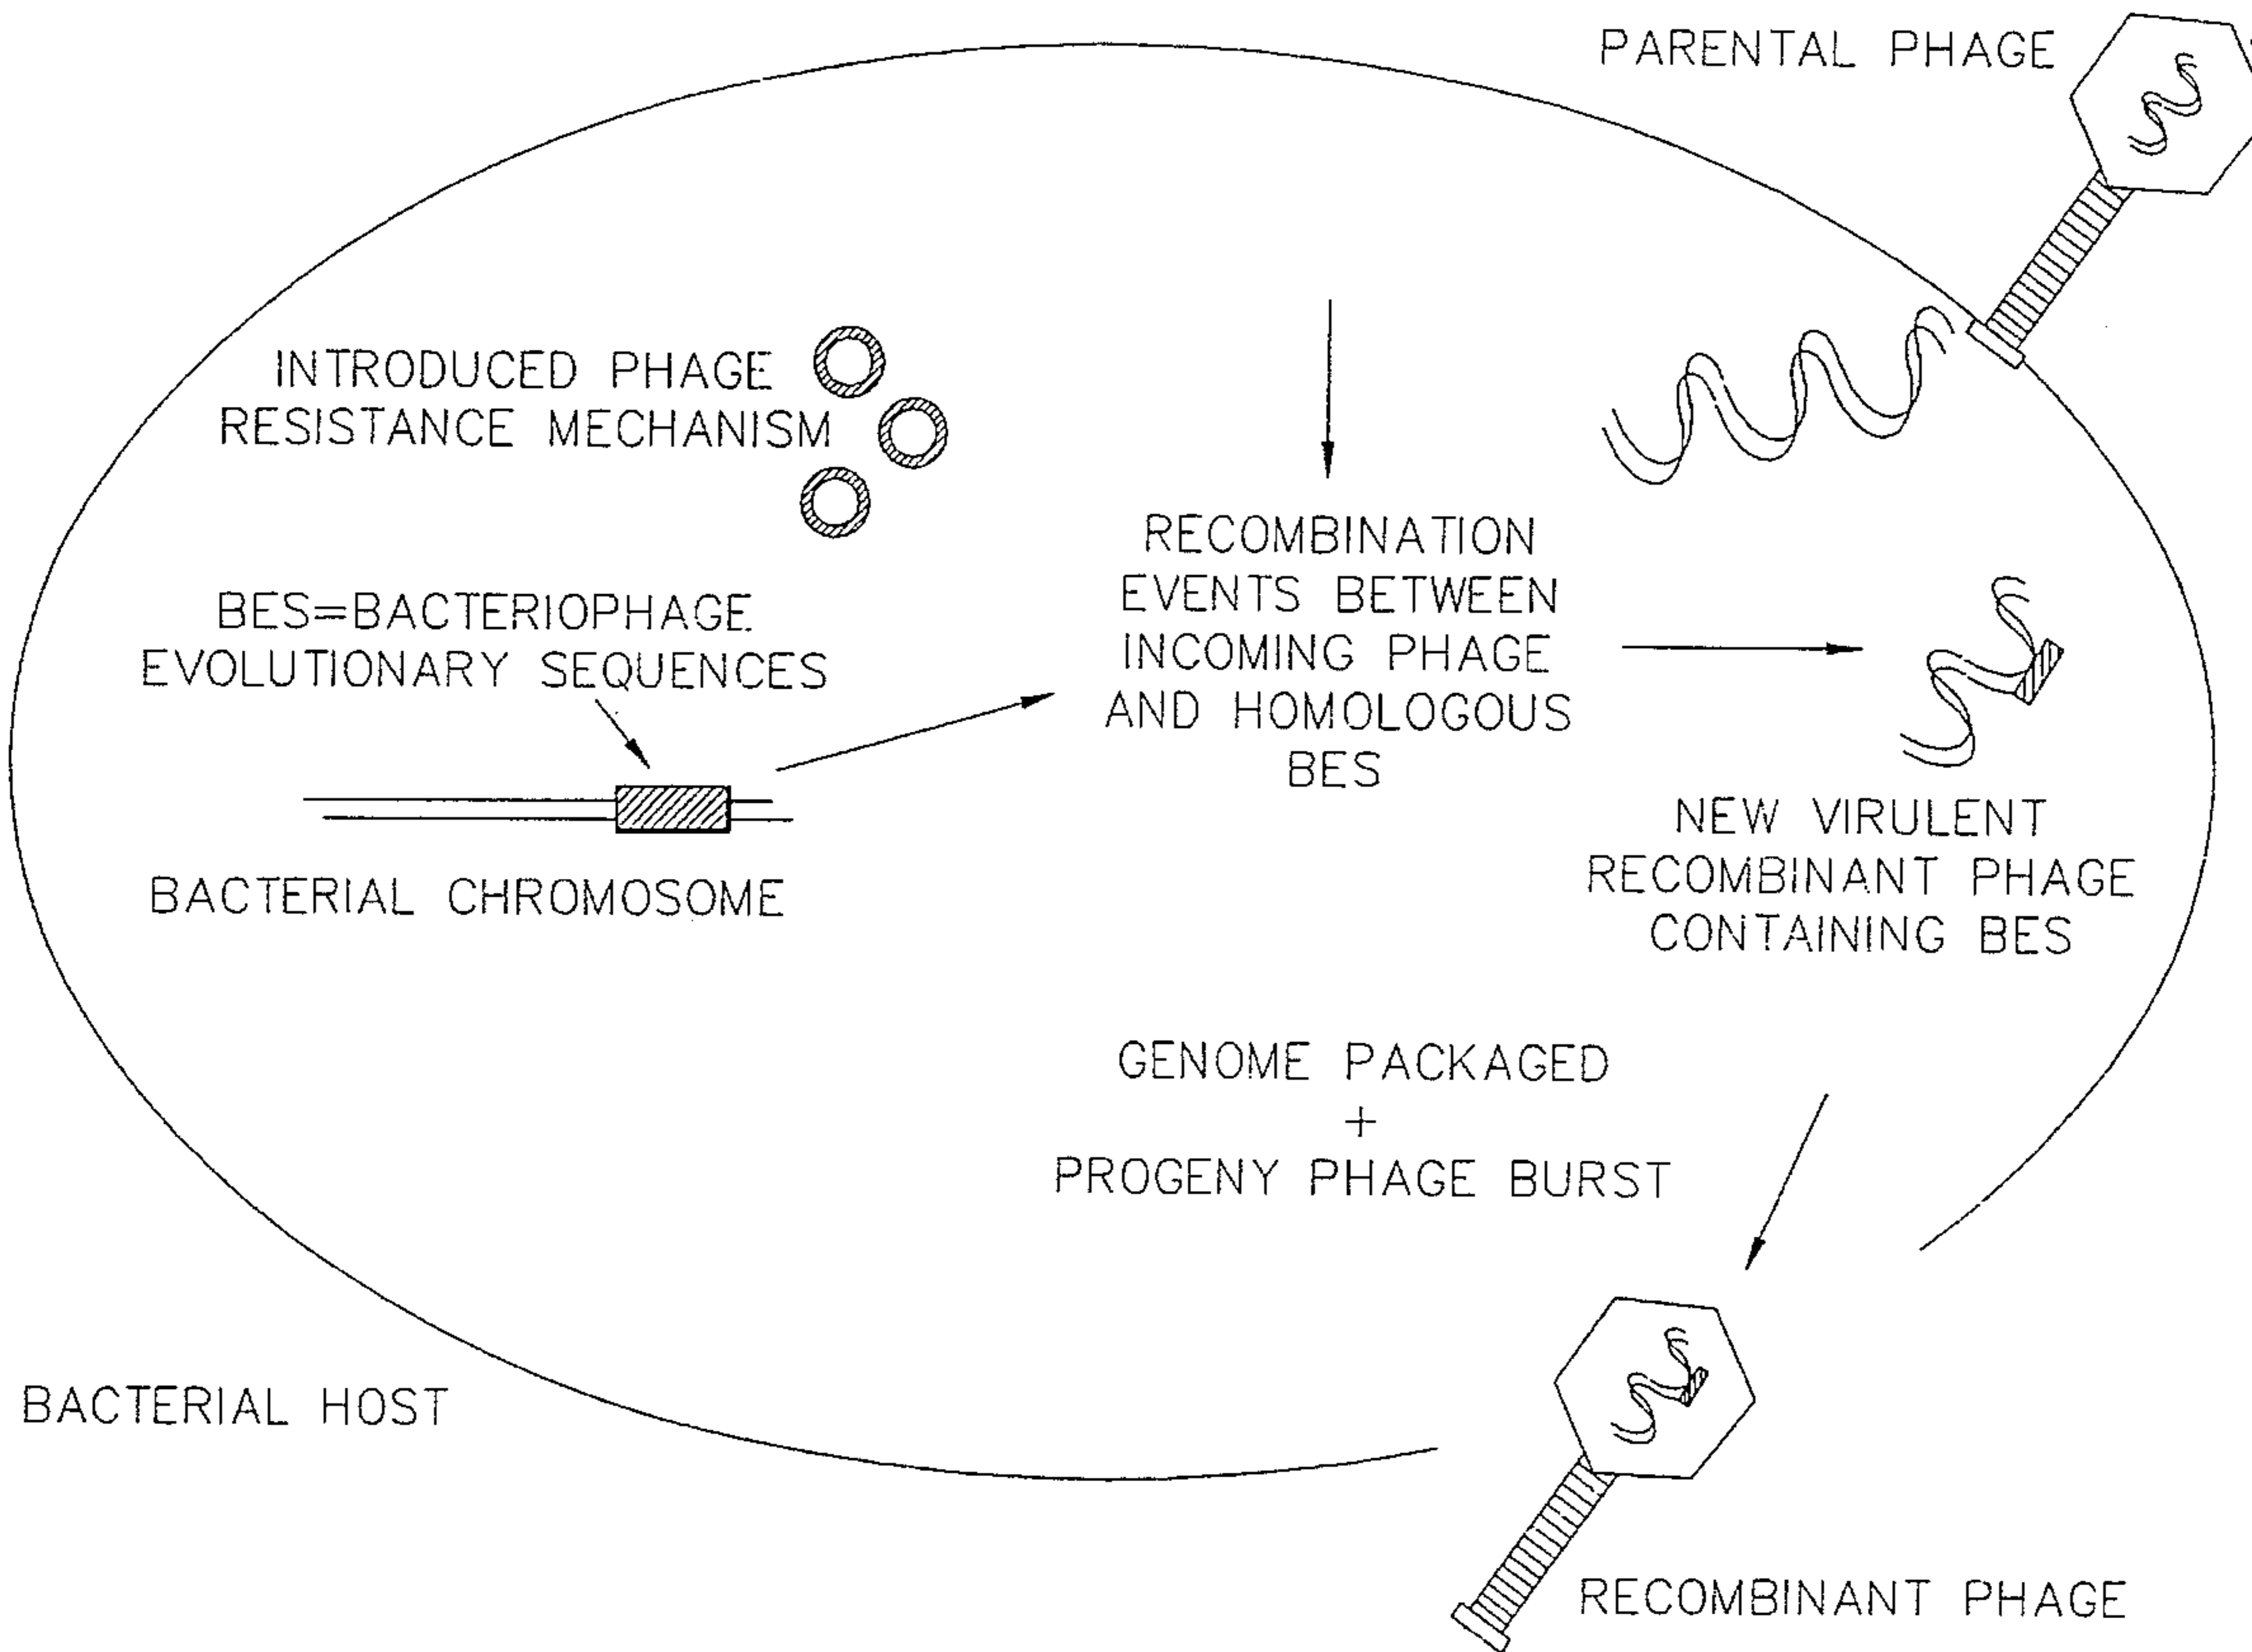 PARENTAL PHAGE
INTRODUCED PHAGE
RESISTANCE MECHANISM
BES=BACTERIOPHAGE
EVOLUTIONARY SEQUENCES
BACTERIAL CHROMOSOME
RECOMBINATION
EVENTS BETWEEN
INCOMING PHAGE
AND HOMOLOGOUS
BES
NEW VIRULENT
RECOMBINANT PHAGE
CONTAINING BES
GENOME PACKAGED
+
PROGENY PHAGE BURST
BACTERIAL HOST
RECOMBINANT PHAGE